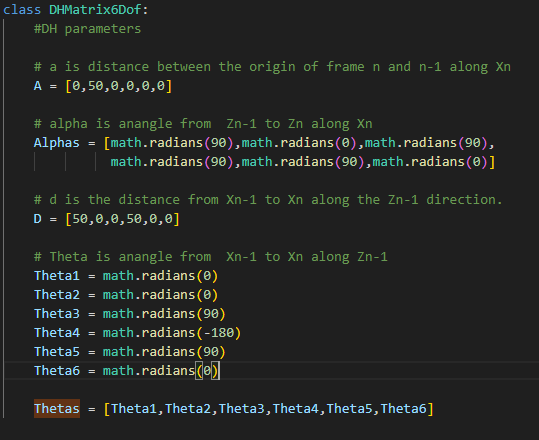 class DHMatrix6Dof:
#DH parameters
# a is distance between the origin of frame n and n-1 along Xn
A = [0,50,0,0,0,0]
# alpha is anangle from  Zn-1 to Zn along Xn
Alphas = [math.radians(90),math.radians(0),math.radians(90),
math.radians(90),math.radians(90),math.radians(0)]
# d is the distance from Xn-1 to Xn along the Zn-1 direction.
D = [50,0,0,50,0,0]
# Theta is anangle from  Xn-1 to Xn along Zn-1
Theta1 = math.radians(0)
Theta2 = math.radians(0)
Theta3 = math.radians(90)
Theta4 = math.radians(-180)
Theta5 = math.radians(90)
Theta6 = math.radians(0)
Thetas = [Theta1,Theta2,Theta3,Theta4,Theta5,Theta6]